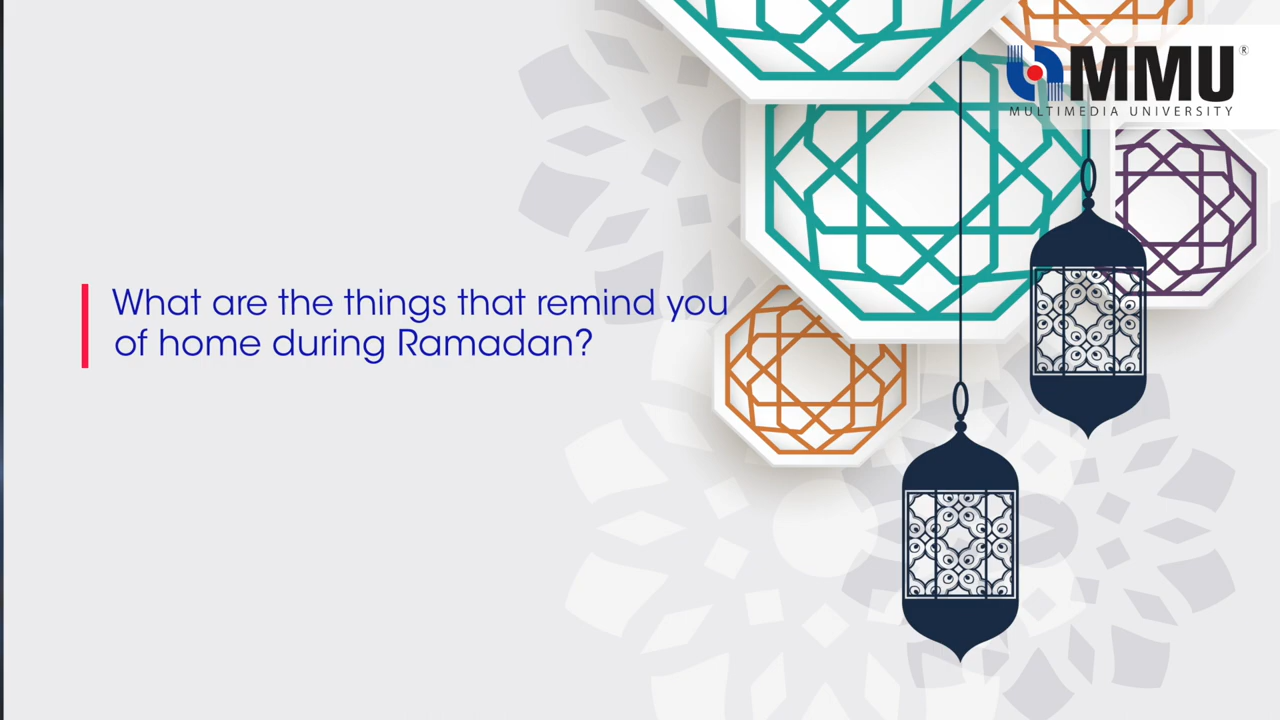 MMU®
MULTIMEDIA UNIVERSITY
What are the things that remind you
of home during Ramadan?